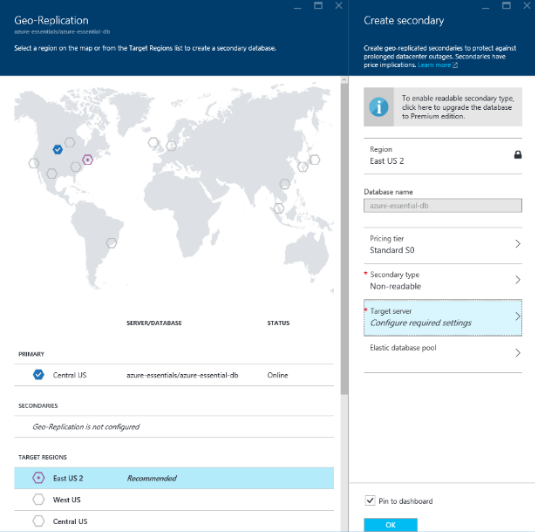 Geo-Replication
azure-essentials/azure-essential-db
Select a region on the map or from the Target Regions list to create a secondary database.
SERVER/DATABASE STATUS
PRIMARY
Central US azure-essentials/azure-essential-db Online
SECONDARIES
Geo-Replication is not configured
TARGET REGIONS
East US 2 Recommended
West US
Central US
Create secondary
Create geo-replicated secondaries to protect against
prolonged datacenter outages. Secondaries have
price implications. Learn more
To enable readable secondary type,
click here to upgrade the database
to Premium edition.
Region
East US 2
Database name
azure-essential-db
Pricing tier
Standard S0
* Secondary type
Non-readable
* Target server
Configure required settings
Elastic database pool
Pin to dashboard
OK